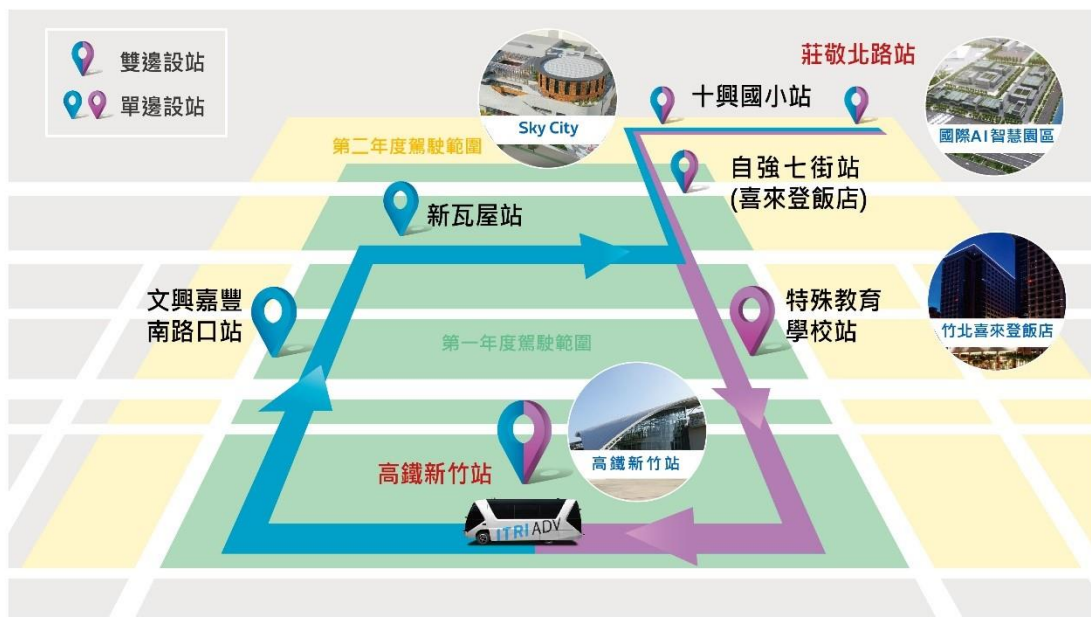 雙邊設站
單邊設站
Sky City
莊敬北路站
十興國小站
國際AI智慧園區
第二年度駕駛範圍
自強七街站
(喜來登飯店)
新瓦屋站
文興嘉豐
南路口站
特殊教育
學校站
竹北喜來登飯店
第一年度駕駛範圍
高鐵新竹站
高鐵新竹站
ITRI ADV